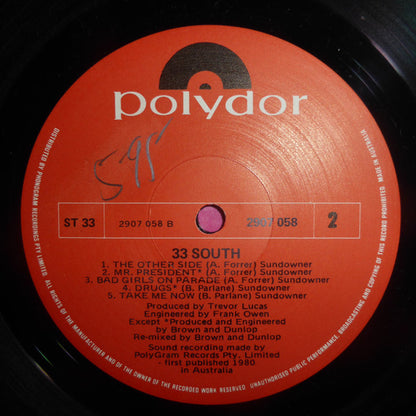 polydor
5gpr
ST 33 2907 058 B 2907 058 2
33 SOUTH
1. THE OTHER SIDE (A. Forrer) Sundowner
2. MR. PRESIDENT* (A. Forrer) Sundowner
3. BAD GIRLS ON PARADE (A. Forrer) Sundowner
4. DRUGS* (B. Parlane) Sundowner
5. TAKE ME NOW (B. Parlane) Sundowner
Produced by Trevor Lucas
Engineered by Frank Owen
Except *Produced and Engineered
by Brown and Dunlop
Re-mixed by Brown and Dunlop
Sound recording made by
PolyGram Records Pty. Limited
- first published 1980
in Australia
DISTRIBUTED BY PHONOGRAM RECORDINGS PTY LIMITED. ALL RIGHTS OF THE MANUFACTURER AND OF THE OWNER OF THE RECORDED WORK RESERVED. UNAUTHORISED PUBLIC PERFORMANCE, BROADCASTING AND COPYING OF THIS RECORD PROHIBITED. MADE IN AUSTRALIA.